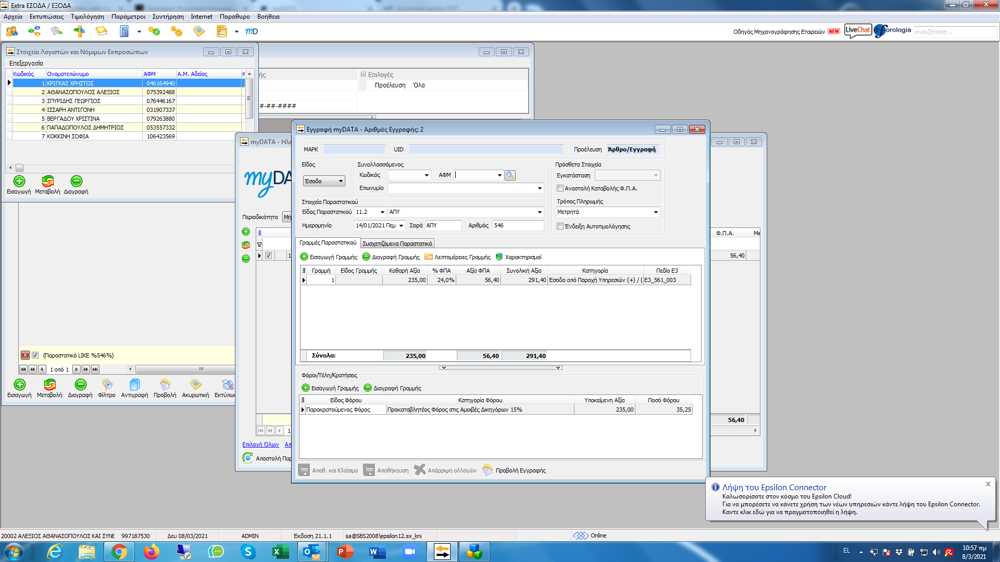 Extra ΕΣΟΔΑ / ΕΞΟΔΑ
Αρχεία Εκτυπώσεις Τιμολόγηση Παράμετροι Συντήρηση Internet Παράθυρο Βοήθεια
mD
Οδηγός Μηχανογράφησης Εταιρειών NEW LiveChat e-forologia αναζήτηση ...
Στοιχεία Λογιστών και Νόμιμων Εκπροσώπων
Επεξεργασία
Κωδικός Ονοματεπώνυμο ΑΦΜ Α.Μ. Αδείας Κ
1 ΚΡΙΓΚΑΣ ΧΡΗΣΤΟΣ 046164940
2 ΑΘΑΝΑΣΟΠΟΥΛΟΣ ΑΛΕΞΙΟΣ 075392488
3 ΣΠΥΡΙΔΗΣ ΓΕΩΡΓΙΟΣ 076446167
4 ΙΣΣΑΡΗ ΑΝΤΙΓΟΝΗ 031907337
5 ΒΕΡΓΑΔΟΥ ΧΡΙΣΤΙΝΑ 079263880
6 ΠΑΠΑΔΟΠΟΥΛΟΣ ΔΗΜΗΤΡΙΟΣ 053557332
7 ΚΟΚΚΙΝΗ ΣΟΦΙΑ 106423569
Εισαγωγή Μεταβολή Διαγραφή
ής
Επιλογές
Προέλευση Όλα
#-##-####
(Παραστατικό LIKE %546%)
1 από 1
Εισαγωγή Μεταβολή Διαγραφή Φίλτρο Αντιγραφή Προβολή Ακυρωτική Εκτύπω
myDATA - Ηλε
myDA
Περιοδικότητα Μή
1
Φ.Π.Α. Μι
56,40
56,40
1
Επιλογή Όλων Απ
Αποστολή Παρ
Εγγραφή myDATA - Αριθμός Εγγραφής: 2
ΜΑΡΚ UID Προέλευση Άρθρο/Εγγραφή
Είδος
Έσοδο
Συναλλασσόμενος
Κωδικός ΑΦΜ
Επωνυμία
Πρόσθετα Στοιχεία
Εγκατάσταση
Αναστολή Καταβολής Φ.Π.Α.
Τρόπος Πληρωμής
Μετρητά
Ένδειξη Αυτοτιμολόγησης
Στοιχεία Παραστατικού
Είδος Παραστατικού 11.2 ΑΠΥ
Ημερομηνία 14/01/2021 Πεμ Σειρά ΑΠΥ Αριθμός 546
Γραμμές Παραστατικού Συσχετιζόμενα Παραστατικά
Εισαγωγή Γραμμής Διαγραφή Γραμμής Λεπτομέρειες Γραμμής Χαρακτηρισμοί
Γραμμή Είδος Γραμμής Καθαρή Αξία % ΦΠΑ Αξία ΦΠΑ Συνολική Αξία Κατηγορία Πεδίο Ε3
1 235,00 24,0% 56,40 291,40 Έσοδα από Παροχή Υπηρεσιών (+) / ( E3_561_003
Σύνολα: 235,00 56,40 291,40
Φόροι/Τέλη/Κρατήσεις
Εισαγωγή Γραμμής Διαγραφή Γραμμής
Είδος Φόρου Κατηγορία Φόρου Υποκείμενη Αξία Ποσό Φόρου
Παρακρατούμενος Φόρος Προκαταβλητέος Φόρος στις Αμοιβές Δικηγόρων 15% 235,00 35,25
Αποθ. και Κλείσιμο Αποθήκευση Απόρριψη αλλαγών Προβολή Εγγραφής
Λήψη του Epsilon Connector
Καλωσορίσατε στον κόσμο του Epsilon Cloud!
Για να μπορέσετε να κάνετε χρήση των νέων υπηρεσιών κάντε λήψη του Epsilon Connector.
Καντε κλικ εδώ για να πραγματοποιηθεί η λήψη.
20002 ΑΛΕΞΙΟΣ ΑΘΑΝΑΣΟΠΟΥΛΟΣ ΚΑΙ ΣΥΝΕ 997187530 Δευ 08/03/2021 ADMIN Έκδοση 21.1.1 sa@SBS2008\epsilon12.sx_kri Online
EL 10:57 πμ
8/3/2021